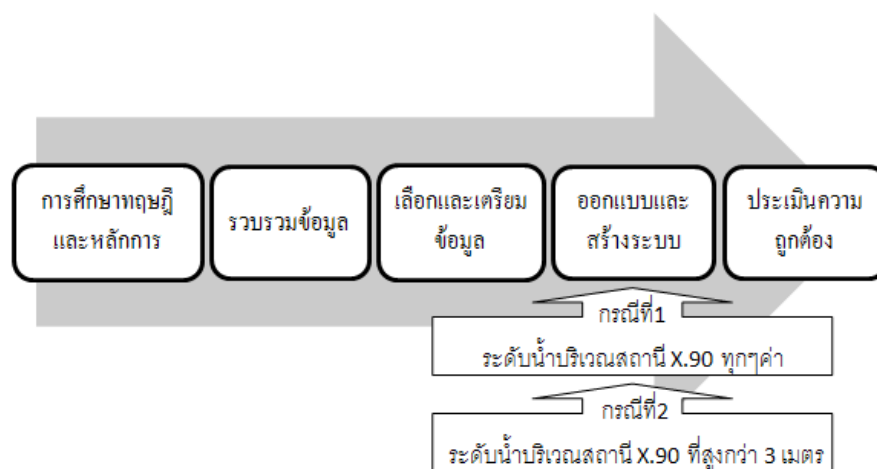 การศึกษาทฤษฎี
และหลักการ
รวบรวมข้อมูล
เลือกและเตรียม
ข้อมูล
ออกแบบและ
สร้างระบบ
ประเมินความ
ถูกต้อง
กรณีที่1
ระดับน้ำบริเวณสถานี X.90 ทุกๆค่า
กรณีที่2
ระดับน้ำบริเวณสถานี X.90 ที่สูงกว่า 3 เมตร